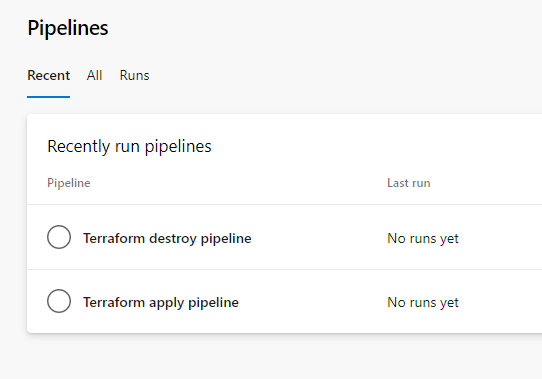 Pipelines
Recent All Runs
Recently run pipelines
Pipeline Last run
Terraform destroy pipeline No runs yet
Terraform apply pipeline No runs yet